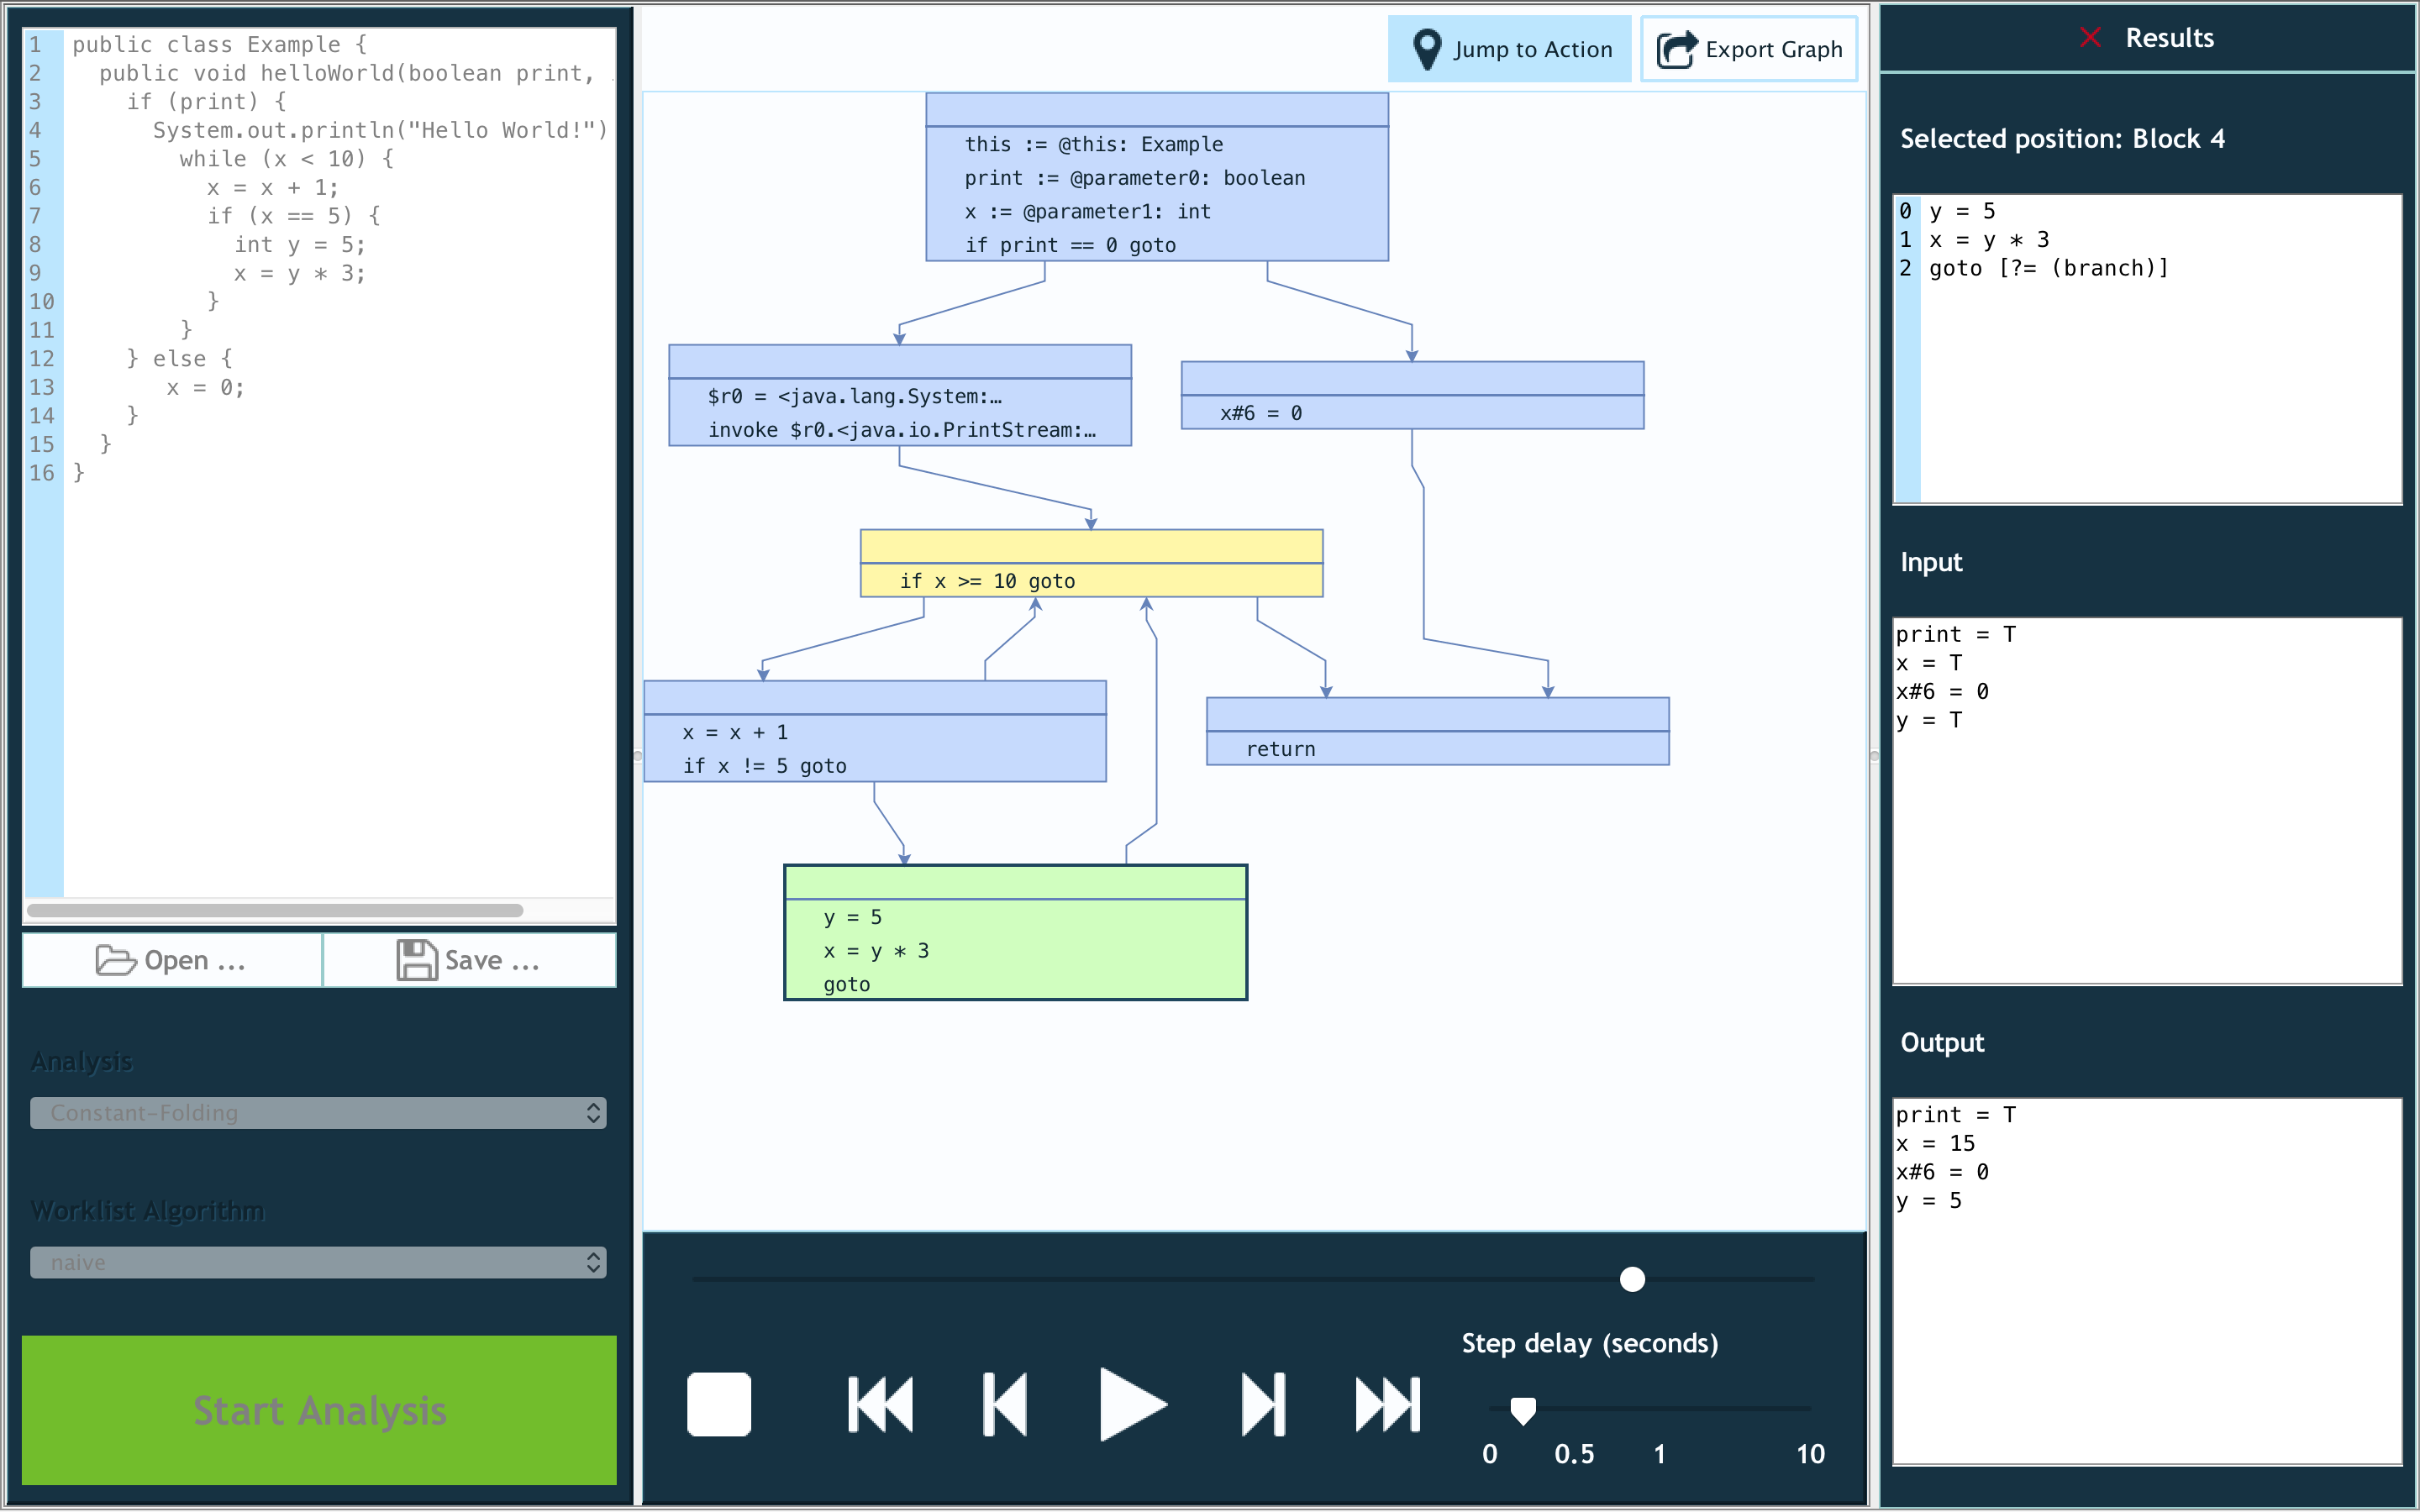 1 public class Example {
2   public void helloWorld(boolean print,
3     if (print) {
4       System.out.println("Hello World!")
5         while (x < 10) {
6           x = x + 1;
7           if (x == 5) {
8             int y = 5;
9             x = y * 3;
10           }
11         }
12     } else {
13        x = 0;
14     }
15   }
16 }
Open ...
Save ...
Analysis
Constant-Folding
Worklist Algorithm
naive
Start Analysis
Jump to Action
Export Graph
this := @this: Example
print := @parameter0: boolean
x := @parameter1: int
if print == 0 goto
$r0 = <java.lang.System:…
invoke $r0.<java.io.PrintStream:…
x#6 = 0
if x >= 10 goto
x = x + 1
if x != 5 goto
return
y = 5
x = y * 3
goto
Step delay (seconds)
0 0.5 1 10
Results
Selected position: Block 4
0 y = 5
1 x = y * 3
2 goto [?= (branch)]
Input
print = T
x = T
x#6 = 0
y = T
Output
print = T
x = 15
x#6 = 0
y = 5